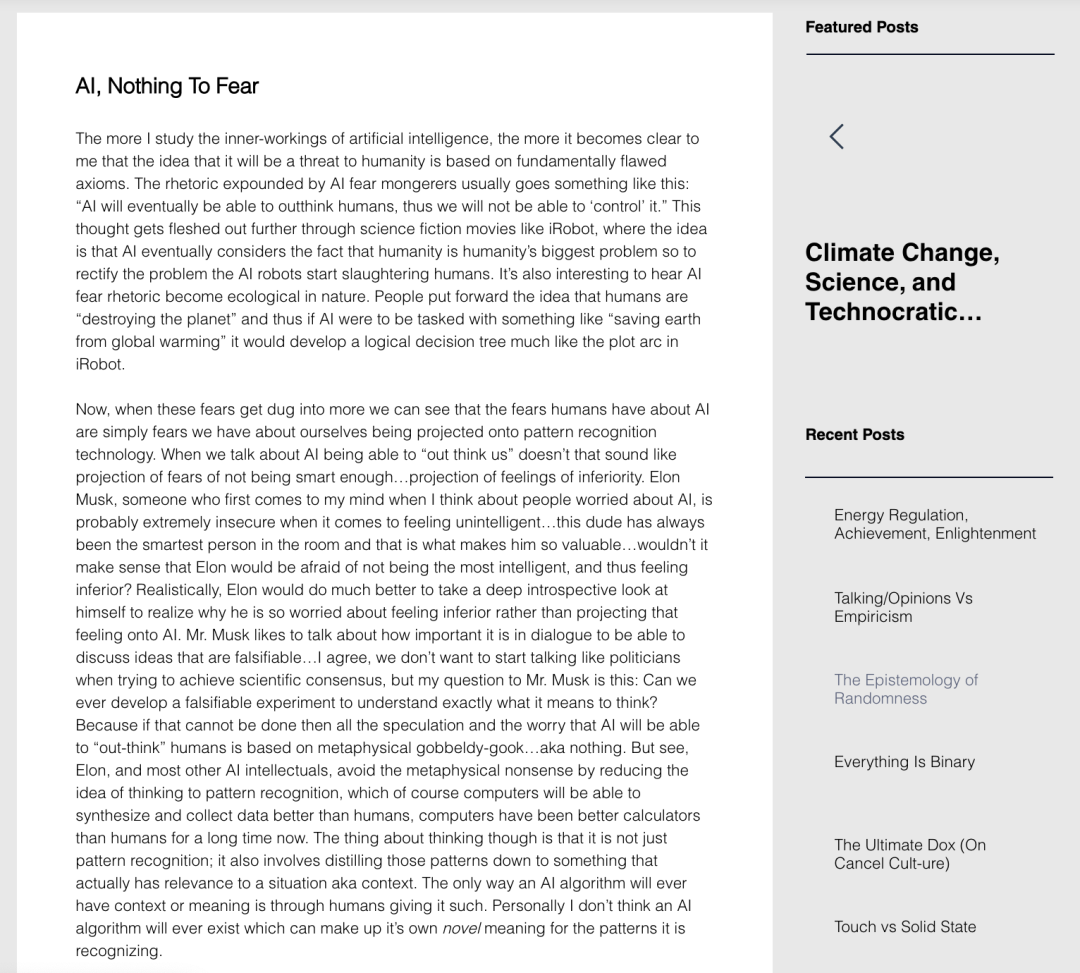 AI, Nothing To Fear
The more I study the inner-workings of artificial intelligence, the more it becomes clear to
me that the idea that it will be a threat to humanity is based on fundamentally flawed
axioms. The rhetoric expounded by AI fear mongerers usually goes something like this:
“AI will eventually be able to outthink humans, thus we will not be able to ‘control’ it.” This
thought gets fleshed out further through science fiction movies like iRobot, where the idea
is that AI eventually considers the fact that humanity is humanity’s biggest problem so to
rectify the problem the AI robots start slaughtering humans. It’s also interesting to hear AI
fear rhetoric become ecological in nature. People put forward the idea that humans are
“destroying the planet” and thus if AI were to be tasked with something like “saving earth
from global warming” it would develop a logical decision tree much like the plot arc in
iRobot.
Now, when these fears get dug into more we can see that the fears humans have about AI
are simply fears we have about ourselves being projected onto pattern recognition
technology. When we talk about AI being able to “out think us” doesn’t that sound like
projection of fears of not being smart enough…projection of feelings of inferiority. Elon
Musk, someone who first comes to my mind when I think about people worried about AI, is
probably extremely insecure when it comes to feeling unintelligent…this dude has always
been the smartest person in the room and that is what makes him so valuable…wouldn’t it
make sense that Elon would be afraid of not being the most intelligent, and thus feeling
inferior? Realistically, Elon would do much better to take a deep introspective look at
himself to realize why he is so worried about feeling inferior rather than projecting that
feeling onto AI. Mr. Musk likes to talk about how important it is in dialogue to be able to
discuss ideas that are falsifiable…I agree, we don’t want to start talking like politicians
when trying to achieve scientific consensus, but my question to Mr. Musk is this: Can we
ever develop a falsifiable experiment to understand exactly what it means to think?
Because if that cannot be done then all the speculation and the worry that AI will be able
to “out-think” humans is based on metaphysical gobbeldy-gook…aka nothing. But see,
Elon, and most other AI intellectuals, avoid the metaphysical nonsense by reducing the
idea of thinking to pattern recognition, which of course computers will be able to
synthesize and collect data better than humans, computers have been better calculators
than humans for a long time now. The thing about thinking though is that it is not just
pattern recognition; it also involves distilling those patterns down to something that
actually has relevance to a situation aka context. The only way an AI algorithm will ever
have context or meaning is through humans giving it such. Personally I don’t think an AI
algorithm will ever exist which can make up it’s own novel meaning for the patterns it is
recognizing.
Featured Posts
Climate Change,
Science, and
Technocratic…
Recent Posts
Energy Regulation,
Achievement, Enlightenment
Talking/Opinions Vs
Empiricism
The Epistemology of
Randomness
Everything Is Binary
The Ultimate Dox (On
Cancel Cult-ure)
Touch vs Solid State